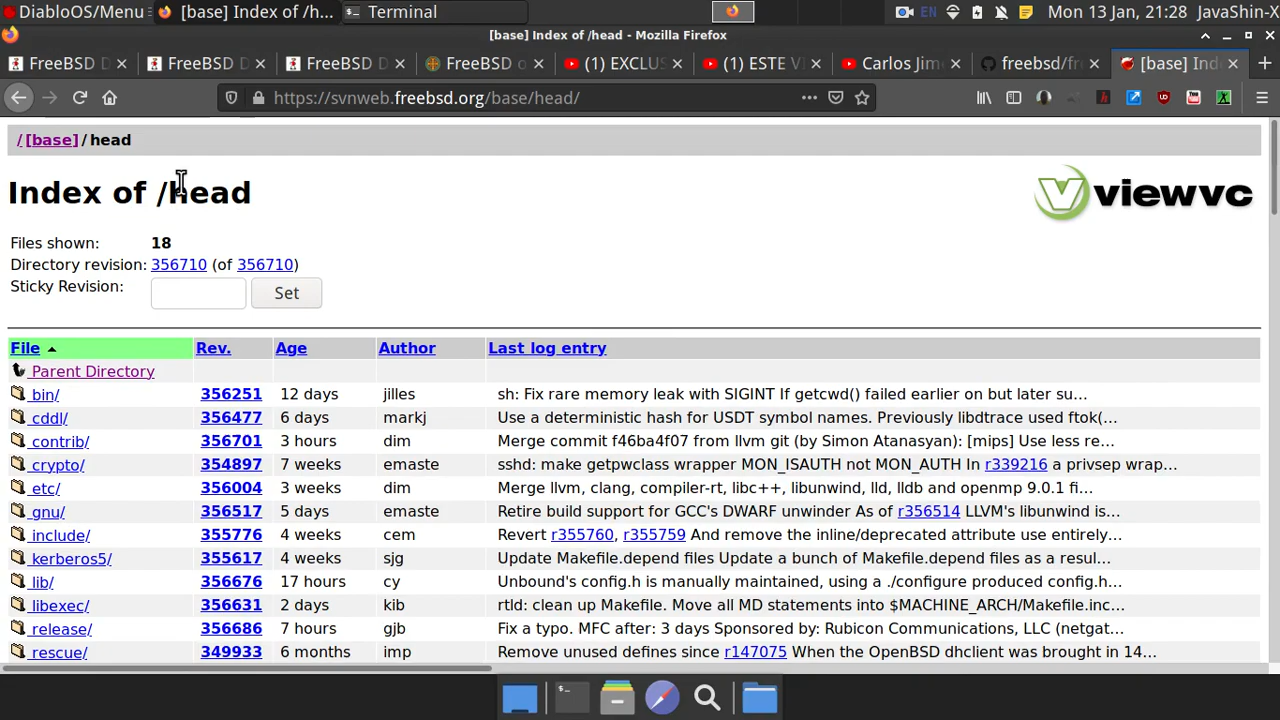 DiabloOS/Menu [base] Index of /h... Terminal EN Mon 13 Jan, 21:28 JavaShin-X
[base] Index of /head - Mozilla Firefox
FreeBSD D FreeBSD D FreeBSD D FreeBSD o (1) EXCLUS (1) ESTE V Carlos Jim freebsd/fr [base] Ind
https://svnweb.freebsd.org/base/head/
/[base]/head
Index of /head
viewvc
Files shown: 18
Directory revision: 356710 (of 356710)
Sticky Revision: Set
File Rev. Age Author Last log entry
Parent Directory
bin/ 356251 12 days jilles sh: Fix rare memory leak with SIGINT If getcwd() failed earlier on but later su...
cddl/ 356477 6 days markj Use a deterministic hash for USDT symbol names. Previously libdtrace used ftok(...
contrib/ 356701 3 hours dim Merge commit f46ba4f07 from llvm git (by Simon Atanasyan): [mips] Use less re...
crypto/ 354897 7 weeks emaste sshd: make getpwclass wrapper MON_ISAUTH not MON_AUTH In r339216 a privsep wrap...
etc/ 356004 3 weeks dim Merge llvm, clang, compiler-rt, libc++, libunwind, lld, lldb and openmp 9.0.1 fi...
gnu/ 356517 5 days emaste Retire build support for GCC's DWARF unwinder As of r356514 LLVM's libunwind is...
include/ 355776 4 weeks cem Revert r355760, r355759 And remove the inline/deprecated attribute use entirely...
kerberos5/ 355617 4 weeks sjg Update Makefile.depend files Update a bunch of Makefile.depend files as a resul...
lib/ 356676 17 hours cy Unbound's config.h is manually maintained, using a ./configure produced config.h...
libexec/ 356631 2 days kib rtld: clean up Makefile. Move all MD statements into $MACHINE_ARCH/Makefile.inc...
release/ 356686 7 hours gjb Fix a typo. MFC after: 3 days Sponsored by: Rubicon Communications, LLC (netgat...
rescue/ 349933 6 months imp Remove unused defines since r147075 When the OpenBSD dhclient was brought in 14...